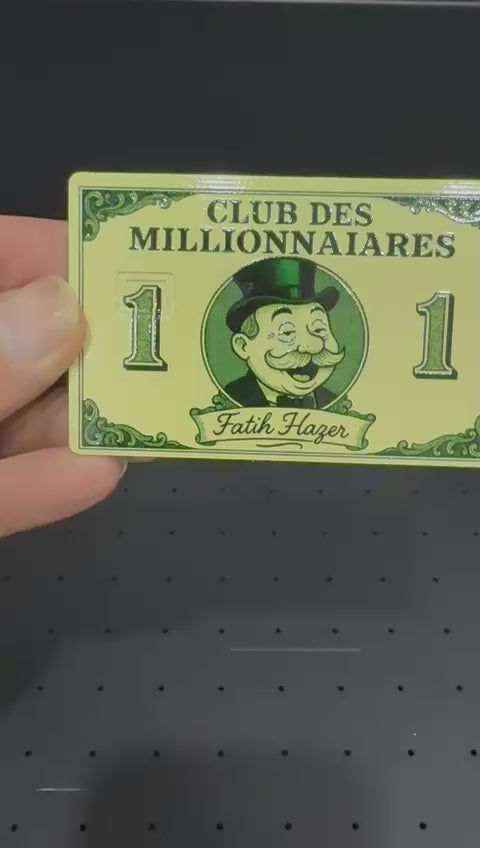 CLUB DES
MILLIONNAIARES
1 1
Fatih Hazer